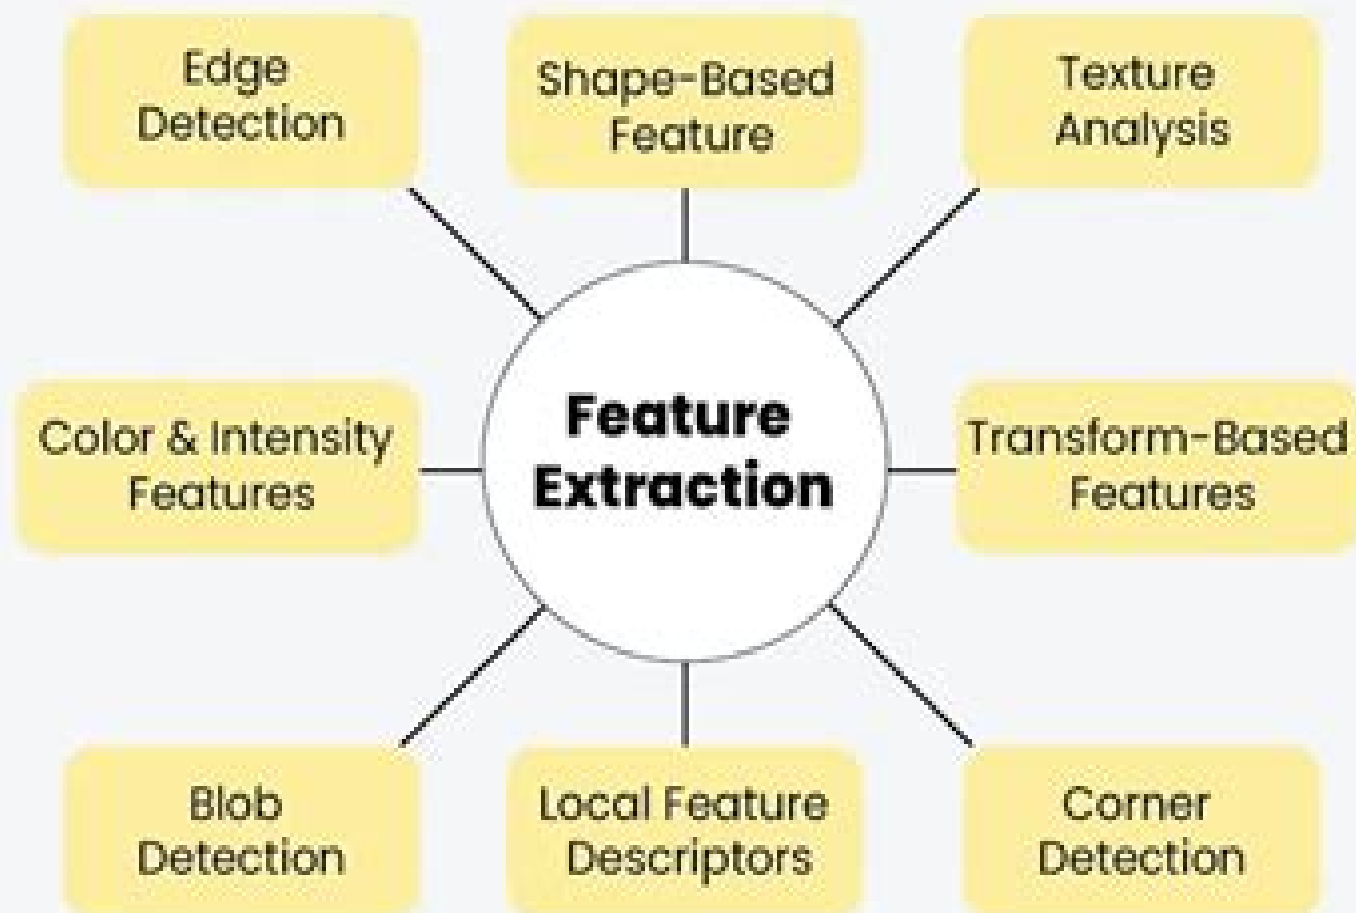 Edge
Detection
Shape-Based
Feature
Texture
Analysis
Color & Intensity
Features
Feature
Extraction
Transform-Based
Features
Blob
Detection
Local Feature
Descriptors
Corner
Detection